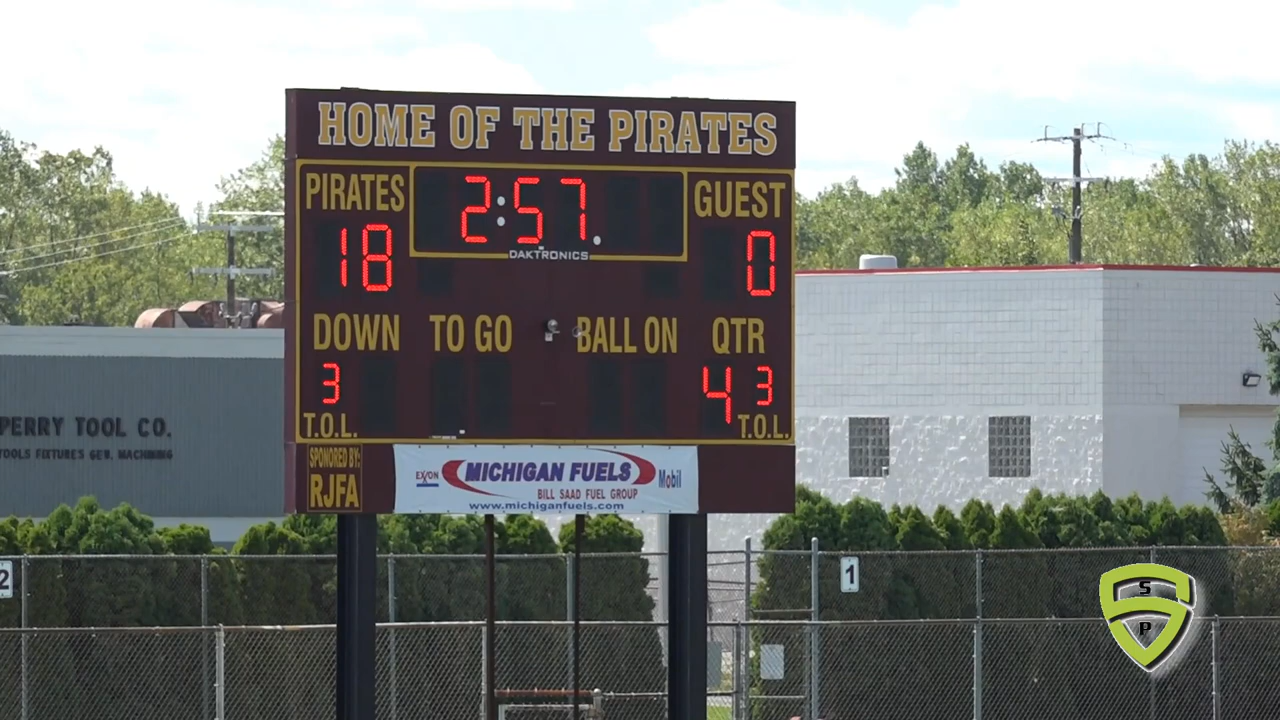 HOME OF THE PIRATES
PIRATES 2:57. GUEST
18 0
DAKTRONICS
DOWN TO GO BALL ON QTR
3 4 3
T.O.L. T.O.L.
SPONORED BY:
RJFA
EXXON MICHIGAN FUELS Mobil
BILL SAAD FUEL GROUP
www.michiganfuels.com
PERRY TOOL CO.
TOOLS FIXTURES GEN. MACHINING
2
1
S
P